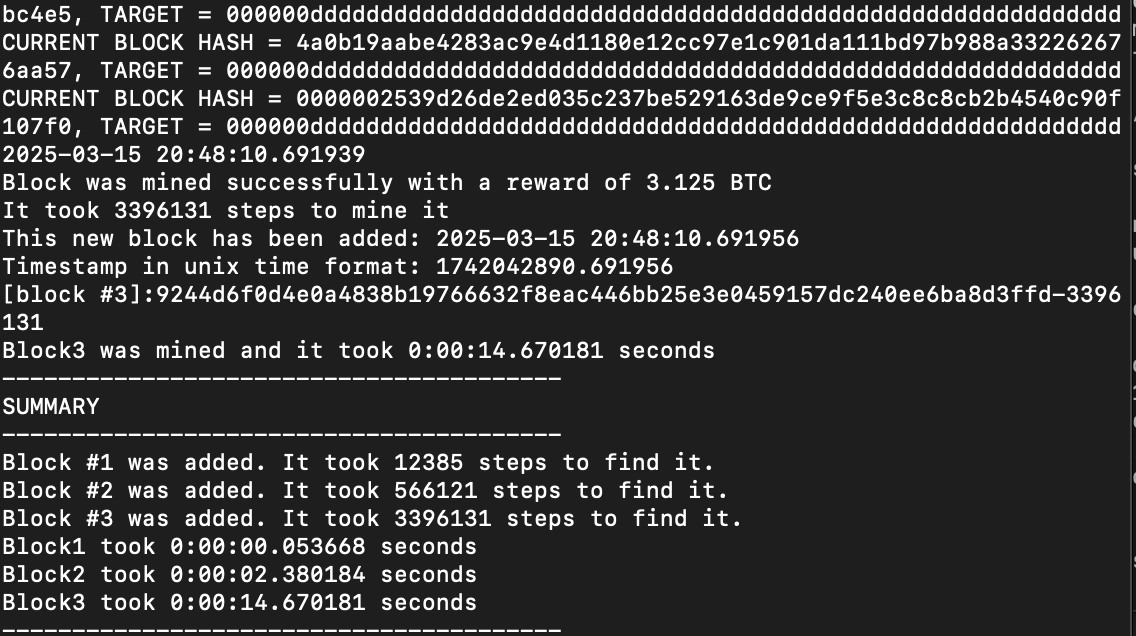 bc4e5, TARGET = 000000dddddddddddddddddddddddddddddddddddddddddddddddddddddddddd
CURRENT BLOCK HASH = 4a0b19aabe4283ac9e4d1180e12cc97e1c901da111bd97b988a33226267
6aa57, TARGET = 000000dddddddddddddddddddddddddddddddddddddddddddddddddddddddddd
CURRENT BLOCK HASH = 0000002539d26de2ed035c237be529163de9ce9f5e3c8c8cb2b4540c90f
107f0, TARGET = 000000dddddddddddddddddddddddddddddddddddddddddddddddddddddddddd
2025-03-15 20:48:10.691939
Block was mined successfully with a reward of 3.125 BTC
It took 3396131 steps to mine it
This new block has been added: 2025-03-15 20:48:10.691956
Timestamp in unix time format: 1742042890.691956
[block #3]:9244d6f0d4e0a4838b19766632f8eac446bb25e3e0459157dc240ee6ba8d3ffd-3396
131
Block3 was mined and it took 0:00:14.670181 seconds
----------------------------------------
SUMMARY
----------------------------------------
Block #1 was added. It took 12385 steps to find it.
Block #2 was added. It took 566121 steps to find it.
Block #3 was added. It took 3396131 steps to find it.
Block1 took 0:00:00.053668 seconds
Block2 took 0:00:02.380184 seconds
Block3 took 0:00:14.670181 seconds
----------------------------------------